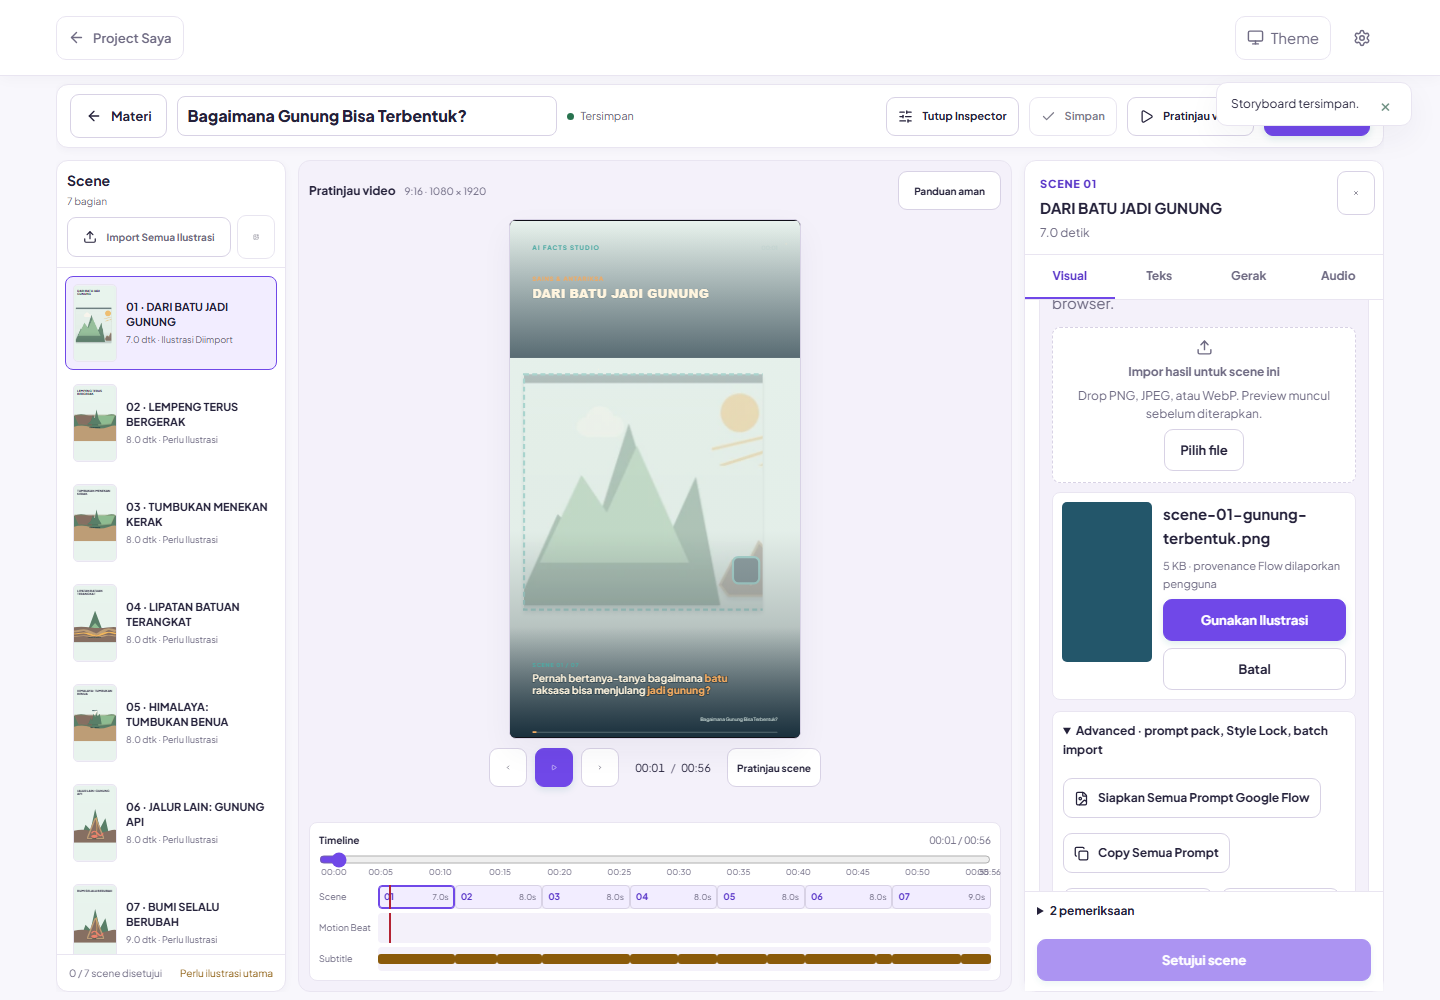 Project Saya
Theme
Materi
Bagaimana Gunung Bisa Terbentuk?
Tersimpan
Tutup Inspector
Simpan
Pratinjau
Storyboard tersimpan.
Scene
7 bagian
Import Semua Ilustrasi
01 · DARI BATU JADI
GUNUNG
7.0 dtk · Ilustrasi Diimport
02 · LEMPENG TERUS
BERGERAK
8.0 dtk · Perlu Ilustrasi
03 · TUMBUKAN MENEKAN
KERAK
8.0 dtk · Perlu Ilustrasi
04 · LIPATAN BATUAN
TERANGKAT
8.0 dtk · Perlu Ilustrasi
05 · HIMALAYA:
TUMBUKAN BENUA
8.0 dtk · Perlu Ilustrasi
06 · JALUR LAIN: GUNUNG
API
8.0 dtk · Perlu Ilustrasi
07 · BUMI SELALU
BERUBAH
9.0 dtk · Perlu Ilustrasi
0 / 7 scene disetujui
Perlu ilustrasi utama
Pratinjau video
9:16 · 1080 × 1920
Panduan aman
AI FACTS STUDIO
DARI BATU JADI GUNUNG
Pernah bertanya-tanya bagaimana batu
raksasa bisa menjulang jadi gunung?
Bagaimana Gunung Bisa Terbentuk?
00:01 / 00:56
Pratinjau scene
Timeline
00:01 / 00:56
00:00 00:05 00:10 00:15 00:20 00:25 00:30 00:35 00:40 00:45 00:50
Scene
01 7.0s 02 8.0s 03 8.0s 04 8.0s 05 8.0s 06 8.0s 07 9.0s
Motion Beat
Subtitle
SCENE 01
DARI BATU JADI GUNUNG
7.0 detik
Visual Teks Gerak Audio
browser.
Impor hasil untuk scene ini
Drop PNG, JPEG, atau WebP. Preview muncul
sebelum diterapkan.
Pilih file
scene-01-gunung-
terbentuk.png
5 KB · provenance Flow dilaporkan
pengguna
Gunakan Ilustrasi
Batal
Advanced · prompt pack, Style Lock, batch
import
Siapkan Semua Prompt Google Flow
Copy Semua Prompt
2 pemeriksaan
Setujui scene